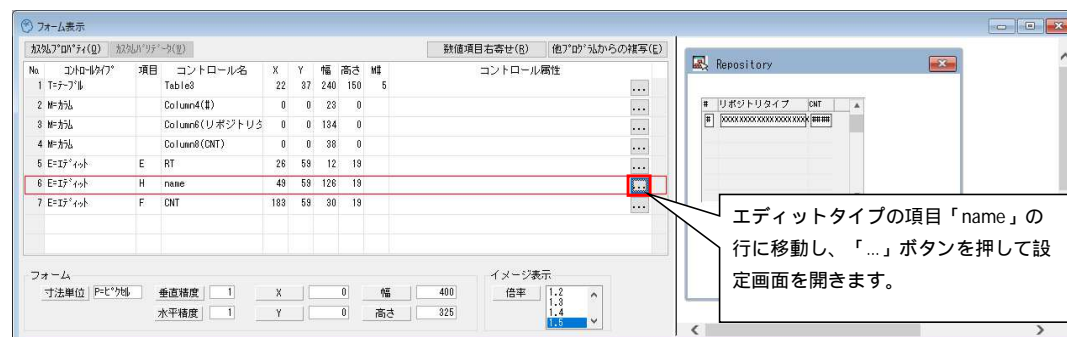 フォーム表示
ｶｽﾀﾑﾌﾟﾛﾊﾟﾃｨ(Q) ｶｽﾀﾑﾊﾞﾘﾃﾞｰﾀ(W) 数値項目右寄せ(R) 他ﾌﾟﾛｸﾞﾗﾑからの複写(E)
No. ｺﾝﾄﾛｰﾙﾀｲﾌﾟ 項目 コントロール名 X Y 幅 高さ M# コントロール属性
1 T=ﾃｰﾌﾞﾙ Table3 22 37 240 150 5 ...
2 M=ｶﾗﾑ Column4(#) 0 0 23 0 ...
3 M=ｶﾗﾑ Column6(リポジトリタ 0 0 134 0 ...
4 M=ｶﾗﾑ Column8(CNT) 0 0 38 0 ...
5 E=ｴﾃﾞｨｯﾄ E RT 26 59 12 19 ...
6 E=ｴﾃﾞｨｯﾄ H name 49 59 126 19 ...
7 E=ｴﾃﾞｨｯﾄ F CNT 183 59 30 19 ...
フォーム
寸法単位 P=ﾋﾟｸｾﾙ 垂直精度 1 X 0 幅 400
水平精度 1 Y 0 高さ 325
イメージ表示
倍率 1.2
1.3
1.4
1.5
Repository
# リポジトリタイプ CNT
# XXXXXXXXXXXXXXXXXXXX ####
エディットタイプの項目「name」の
行に移動し、「...」ボタンを押して設
定画面を開きます。